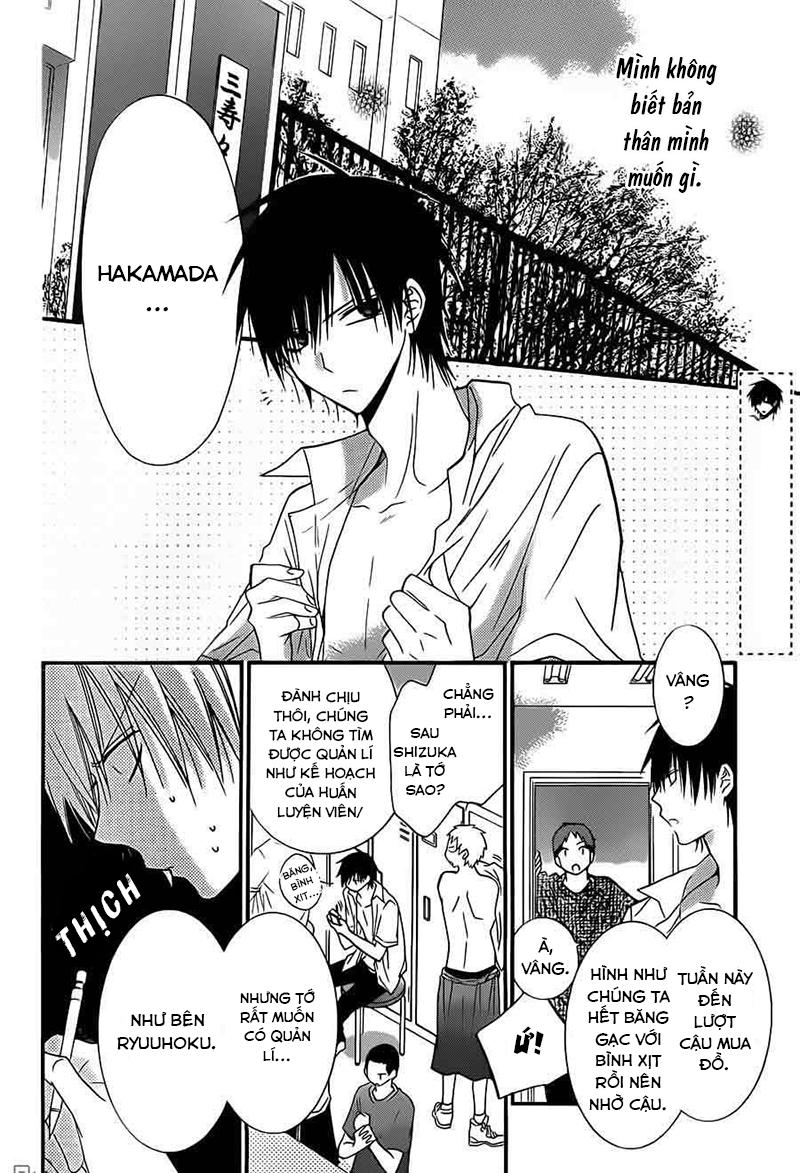 Mình không
biết bản
thân mình
muốn gì.
三寿
HAKAMADA
...
VÂNG
?
TUẦN NÀY
ĐẾN
LƯỢT
CẬU MUA
ĐỒ.
HÌNH NHƯ
CHÚNG TA
HẾT BĂNG
GẠC VỚI
BÌNH XỊT
RỒI NÊN
NHỜ CẬU.
À,
VÂNG.
Ứ!
CHẲNG
PHẢI...
SAU
SHIZUKA
LÀ TỚ
SAO?
ĐÀNH CHỊU
THÔI, CHÚNG
TA KHÔNG TÌM
ĐƯỢC QUẢN LÍ
NHƯ KẾ HOẠCH
CỦA HUẤN
LUYỆN VIÊN/
BĂNG,
BÌNH
XỊT...
NHƯNG TỚ
RẤT MUỐN
CÓ QUẢN
LÍ...
NHƯ BÊN
RYUUHOKU.
THỊCH